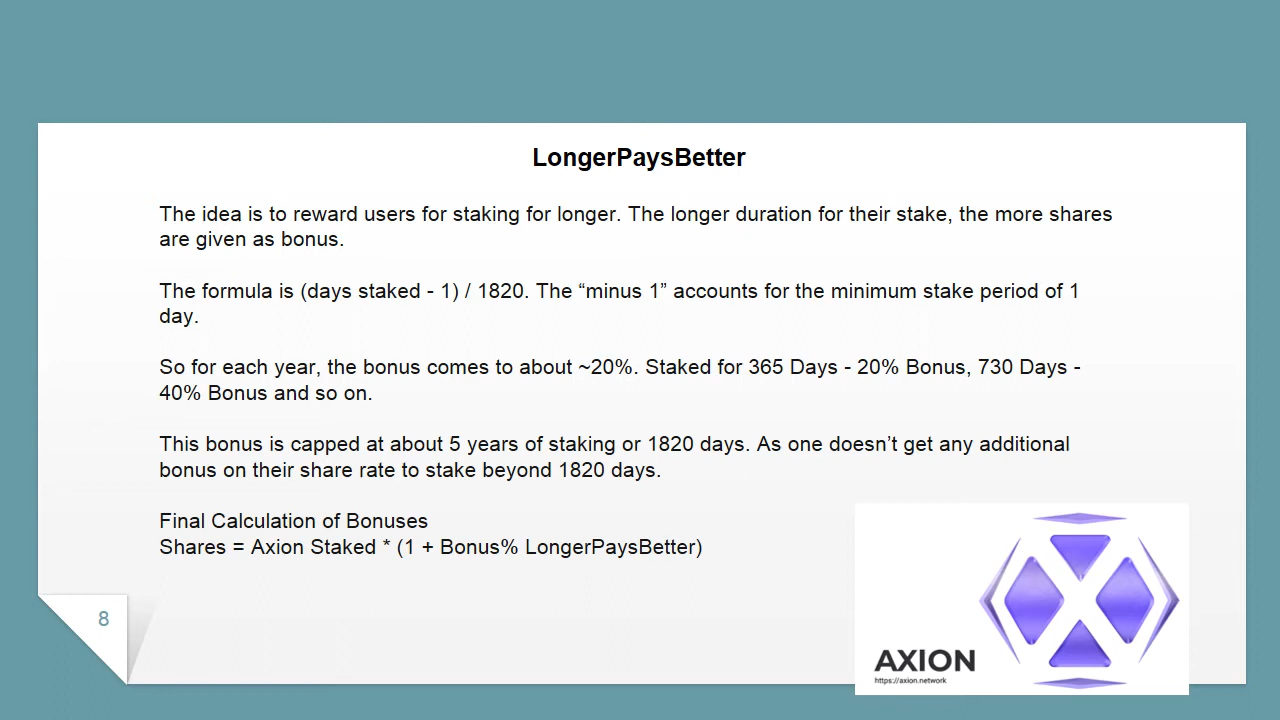 LongerPaysBetter
The idea is to reward users for staking for longer. The longer duration for their stake, the more shares
are given as bonus.
The formula is (days staked - 1) / 1820. The “minus 1” accounts for the minimum stake period of 1
day.
So for each year, the bonus comes to about ~20%. Staked for 365 Days - 20% Bonus, 730 Days -
40% Bonus and so on.
This bonus is capped at about 5 years of staking or 1820 days. As one doesn’t get any additional
bonus on their share rate to stake beyond 1820 days.
Final Calculation of Bonuses
Shares = Axion Staked * (1 + Bonus% LongerPaysBetter)
8
AXION
https://axion.network